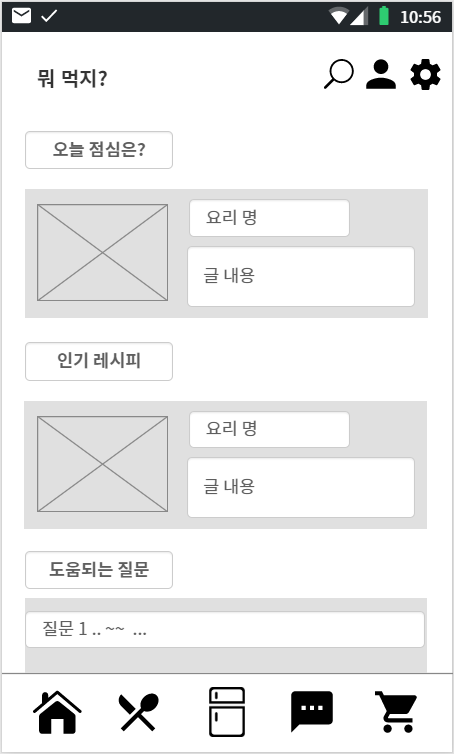 10:56
뭐 먹지?
오늘 점심은?
요리 명
글 내용
인기 레시피
요리 명
글 내용
도움되는 질문
질문 1 .. ~~ ...